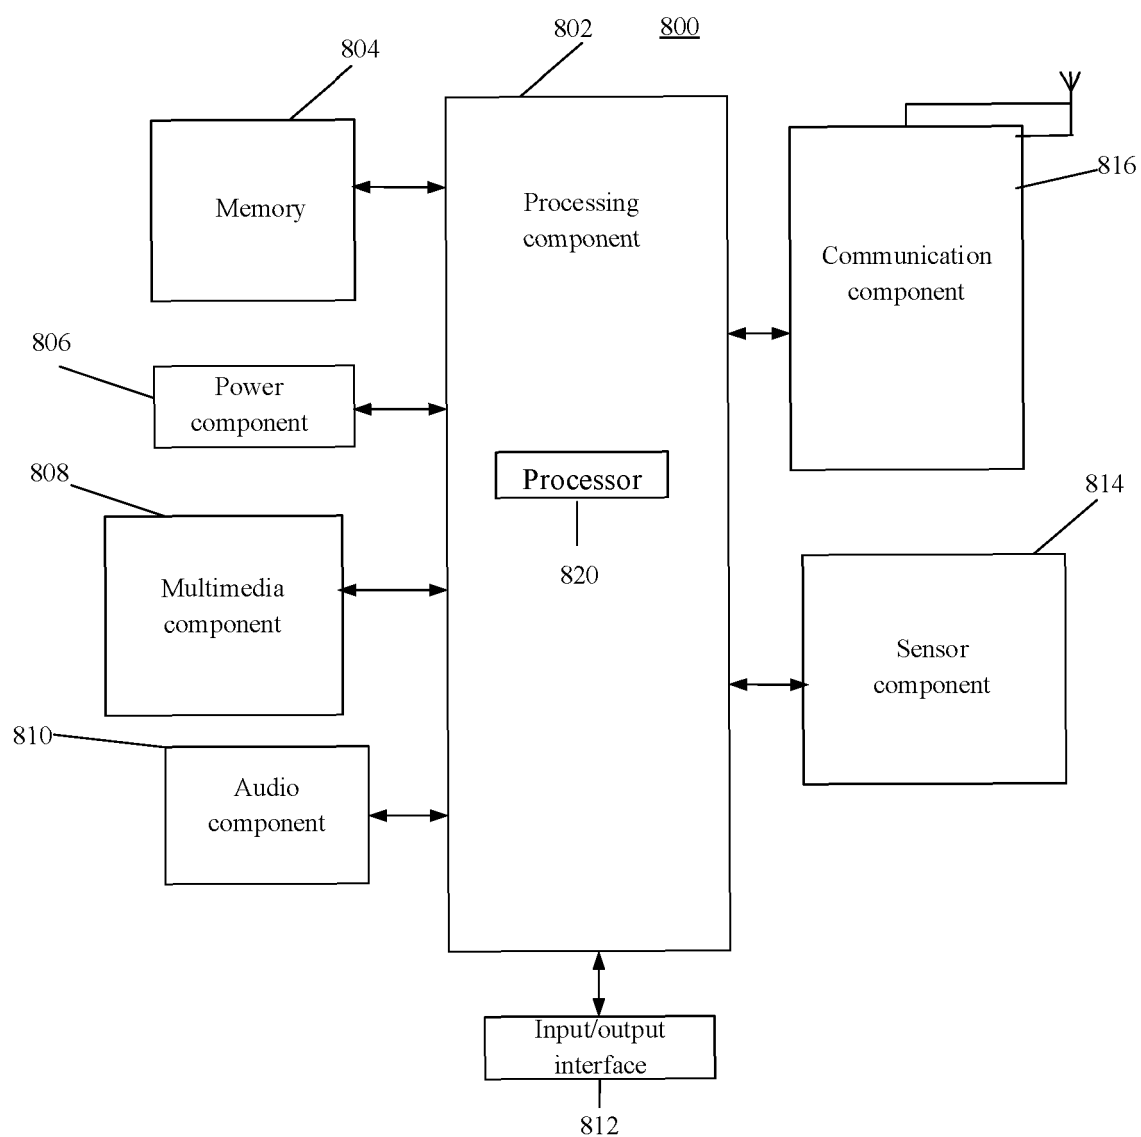 802
800
804
Memory
Processing
component
816
Communication
component
806
Power
component
808
Processor
820
814
Multimedia
component
Sensor
component
810
Audio
component
Input/output
interface
812